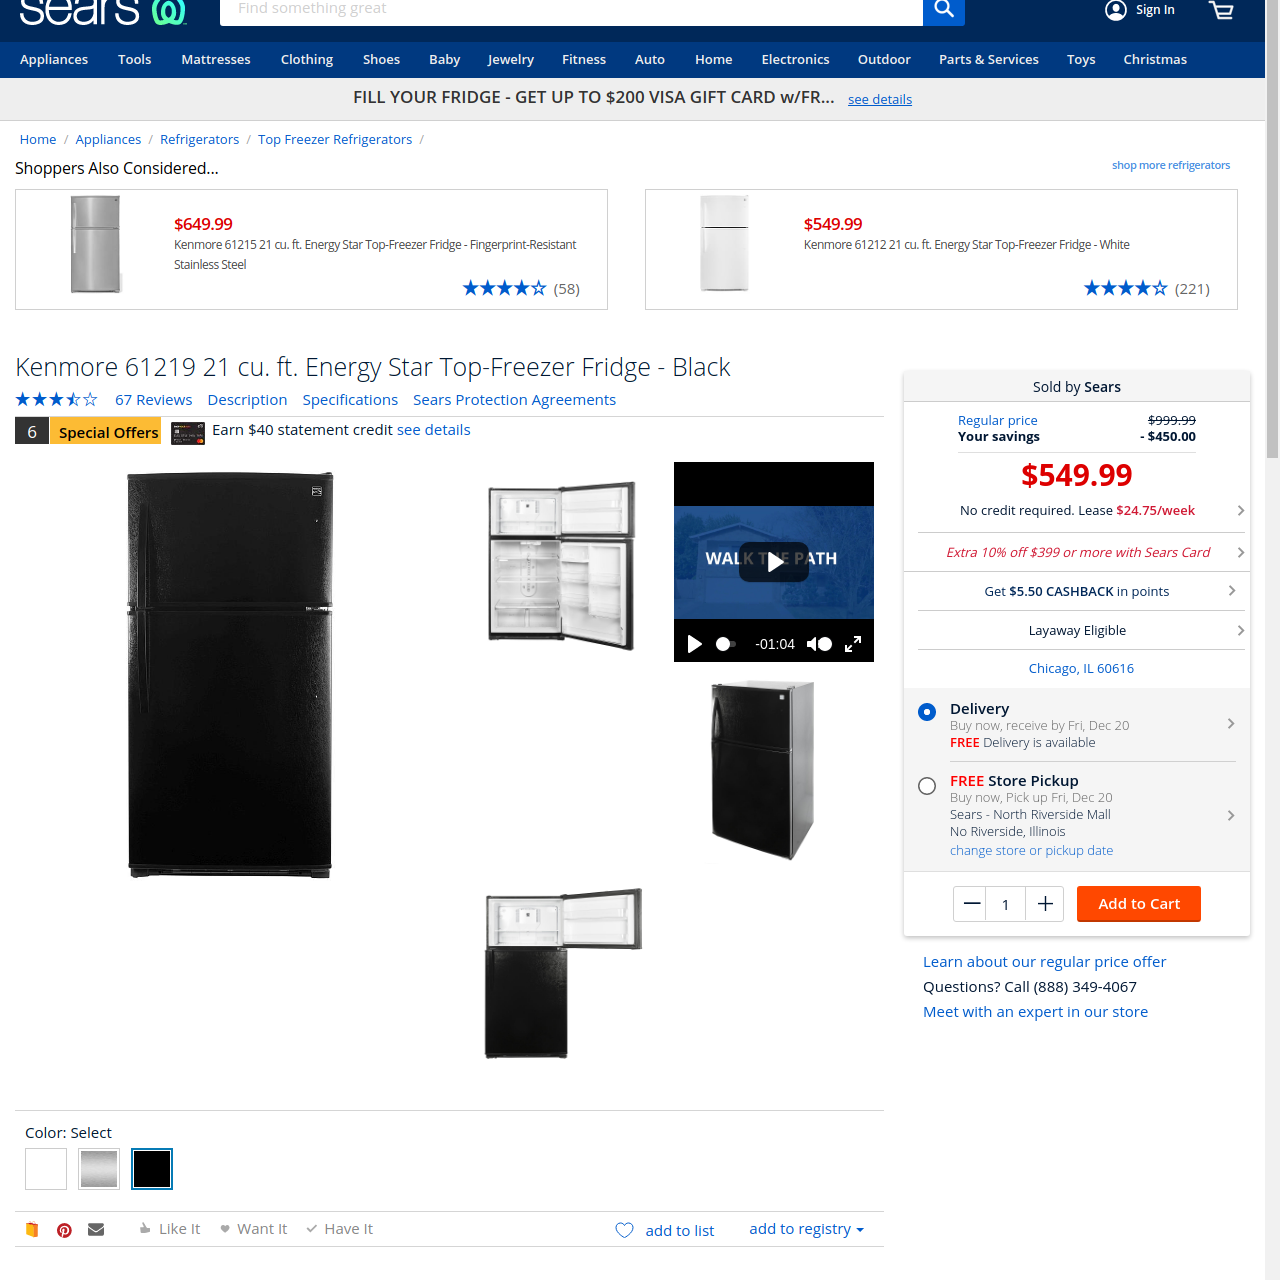 sears
Find something great
Sign In
Appliances Tools Mattresses Clothing Shoes Baby Jewelry Fitness Auto Home Electronics Outdoor Parts & Services Toys Christmas
FILL YOUR FRIDGE - GET UP TO $200 VISA GIFT CARD w/FR... see details
Home / Appliances / Refrigerators / Top Freezer Refrigerators /
Shoppers Also Considered...
shop more refrigerators
$649.99
Kenmore 61215 21 cu. ft. Energy Star Top-Freezer Fridge - Fingerprint-Resistant
Stainless Steel
(58)
$549.99
Kenmore 61212 21 cu. ft. Energy Star Top-Freezer Fridge - White
(221)
Kenmore 61219 21 cu. ft. Energy Star Top-Freezer Fridge - Black
67 Reviews Description Specifications Sears Protection Agreements
6 Special Offers Earn $40 statement credit see details
WALK THE PATH
-01:04
Color: Select
Like It Want It Have It add to list add to registry
Sold by Sears
Regular price $999.99
Your savings - $450.00
$549.99
No credit required. Lease $24.75/week
Extra 10% off $399 or more with Sears Card
Get $5.50 CASHBACK in points
Layaway Eligible
Chicago, IL 60616
Delivery
Buy now, receive by Fri, Dec 20
FREE Delivery is available
FREE Store Pickup
Buy now, Pick up Fri, Dec 20
Sears - North Riverside Mall
No Riverside, Illinois
change store or pickup date
1 Add to Cart
Learn about our regular price offer
Questions? Call (888) 349-4067
Meet with an expert in our store